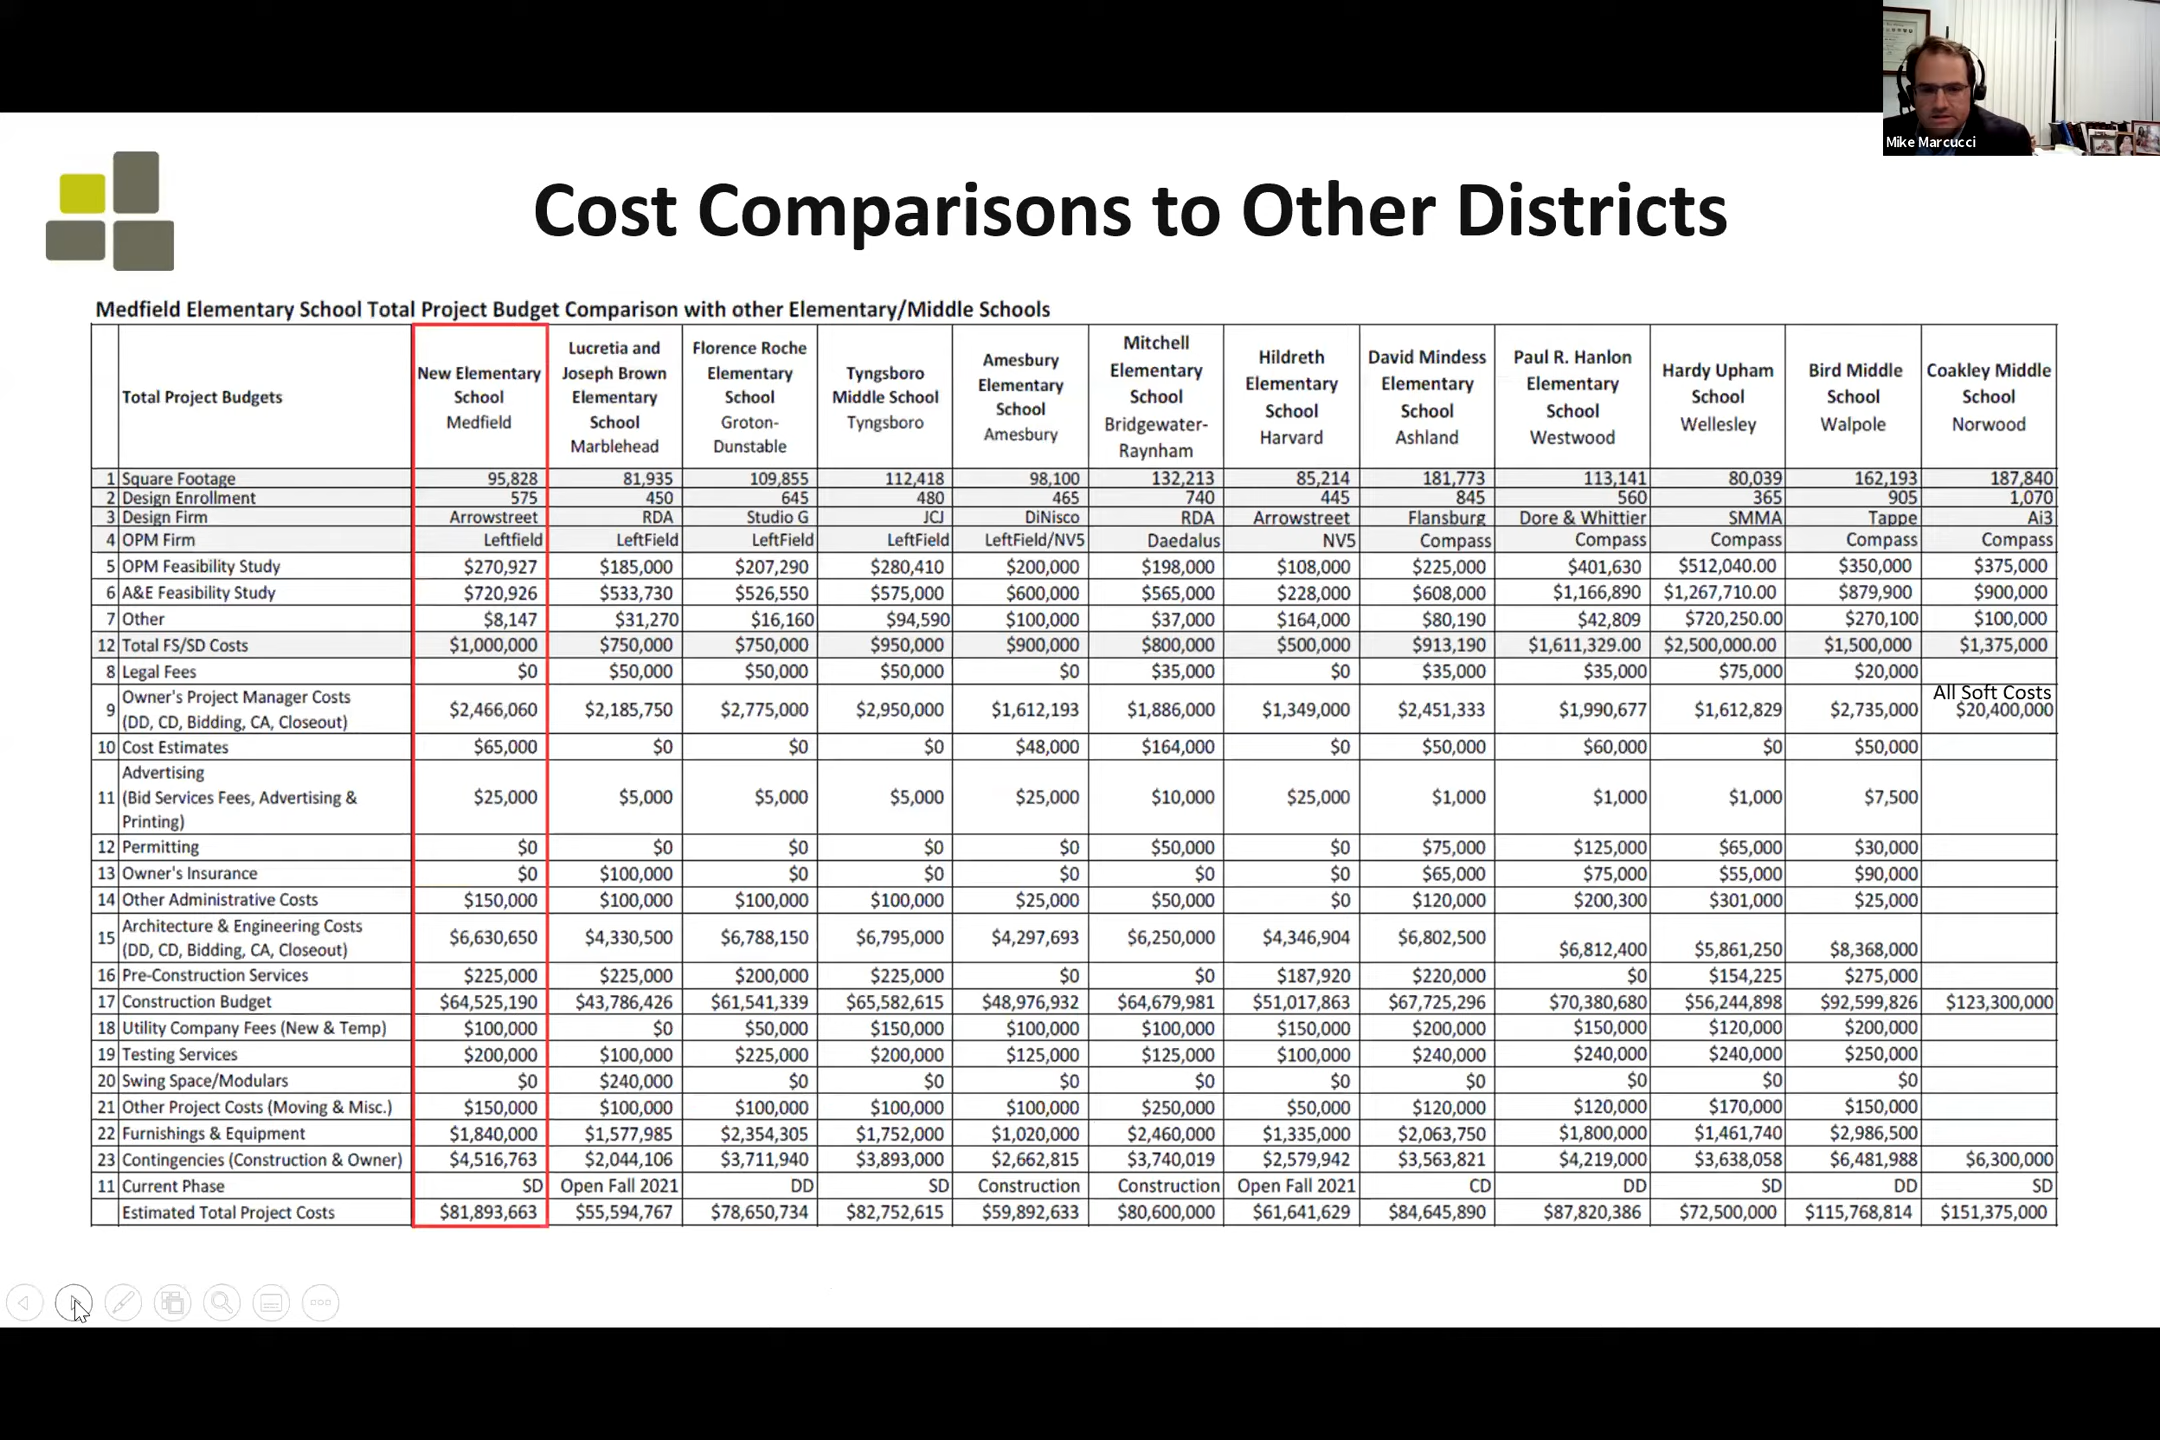 Mike Marcucci
Cost Comparisons to Other Districts
Medfield Elementary School Total Project Budget Comparison with other Elementary/Middle Schools
Total Project Budgets
New Elementary
School
Medfield
Lucretia and
Joseph Brown
Elementary
School
Marblehead
Florence Roche
Elementary
School
Groton-
Dunstable
Tyngsboro
Middle School
Tyngsboro
Amesbury
Elementary
School
Amesbury
Mitchell
Elementary
School
Bridgewater-
Raynham
Hildreth
Elementary
School
Harvard
David Mindess
Elementary
School
Ashland
Paul R. Hanlon
Elementary
School
Westwood
Hardy Upham
School
Wellesley
Bird Middle
School
Walpole
Coakley Middle
School
Norwood
1 Square Footage 95,828 81,935 109,855 112,418 98,100 132,213 85,214 181,773 113,141 80,039 162,193 187,840
2 Design Enrollment 575 450 645 480 465 740 445 845 560 365 905 1,070
3 Design Firm Arrowstreet RDA Studio G JCJ DiNisco RDA Arrowstreet Flansburg Dore & Whittier SMMA Tappe Ai3
4 OPM Firm Leftfield LeftField LeftField LeftField LeftField/NV5 Daedalus NV5 Compass Compass Compass Compass Compass
5 OPM Feasibility Study $270,927 $185,000 $207,290 $280,410 $200,000 $198,000 $108,000 $225,000 $401,630 $512,040.00 $350,000 $375,000
6 A&E Feasibility Study $720,926 $533,730 $526,550 $575,000 $600,000 $565,000 $228,000 $608,000 $1,166,890 $1,267,710.00 $879,900 $900,000
7 Other $8,147 $31,270 $16,160 $94,590 $100,000 $37,000 $164,000 $80,190 $42,809 $720,250.00 $270,100 $100,000
12 Total FS/SD Costs $1,000,000 $750,000 $750,000 $950,000 $900,000 $800,000 $500,000 $913,190 $1,611,329.00 $2,500,000.00 $1,500,000 $1,375,000
8 Legal Fees $0 $50,000 $50,000 $50,000 $0 $35,000 $0 $35,000 $35,000 $75,000 $20,000
9 Owner's Project Manager Costs
(DD, CD, Bidding, CA, Closeout) $2,466,060 $2,185,750 $2,775,000 $2,950,000 $1,612,193 $1,886,000 $1,349,000 $2,451,333 $1,990,677 $1,612,829 $2,735,000 All Soft Costs
$20,400,000
10 Cost Estimates $65,000 $0 $0 $0 $48,000 $164,000 $0 $50,000 $60,000 $0 $50,000
Advertising
11 (Bid Services Fees, Advertising & $25,000 $5,000 $5,000 $5,000 $25,000 $10,000 $25,000 $1,000 $1,000 $1,000 $7,500
Printing)
12 Permitting $0 $0 $0 $0 $0 $50,000 $0 $75,000 $125,000 $65,000 $30,000
13 Owner's Insurance $0 $100,000 $0 $0 $0 $0 $0 $65,000 $75,000 $55,000 $90,000
14 Other Administrative Costs $150,000 $100,000 $100,000 $100,000 $25,000 $50,000 $0 $120,000 $200,300 $301,000 $25,000
15 Architecture & Engineering Costs
(DD, CD, Bidding, CA, Closeout) $6,630,650 $4,330,500 $6,788,150 $6,795,000 $4,297,693 $6,250,000 $4,346,904 $6,802,500 $6,812,400 $5,861,250 $8,368,000
16 Pre-Construction Services $225,000 $225,000 $200,000 $225,000 $0 $0 $187,920 $220,000 $0 $154,225 $275,000
17 Construction Budget $64,525,190 $43,786,426 $61,541,339 $65,582,615 $48,976,932 $64,679,981 $51,017,863 $67,725,296 $70,380,680 $56,244,898 $92,599,826 $123,300,000
18 Utility Company Fees (New & Temp) $100,000 $0 $50,000 $150,000 $100,000 $100,000 $150,000 $200,000 $150,000 $120,000 $200,000
19 Testing Services $200,000 $100,000 $225,000 $200,000 $125,000 $125,000 $100,000 $240,000 $240,000 $240,000 $250,000
20 Swing Space/Modulars $0 $240,000 $0 $0 $0 $0 $0 $0 $0 $0 $0
21 Other Project Costs (Moving & Misc.) $150,000 $100,000 $100,000 $100,000 $100,000 $250,000 $50,000 $120,000 $120,000 $170,000 $150,000
22 Furnishings & Equipment $1,840,000 $1,577,985 $2,354,305 $1,752,000 $1,020,000 $2,460,000 $1,335,000 $2,063,750 $1,800,000 $1,461,740 $2,986,500
23 Contingencies (Construction & Owner) $4,516,763 $2,044,106 $3,711,940 $3,893,000 $2,662,815 $3,740,019 $2,579,942 $3,563,821 $4,219,000 $3,638,058 $6,481,988 $6,300,000
11 Current Phase SD Open Fall 2021 DD SD Construction Construction Open Fall 2021 CD DD SD DD SD
Estimated Total Project Costs $81,893,663 $55,594,767 $78,650,734 $82,752,615 $59,892,633 $80,600,000 $61,641,629 $84,645,890 $87,820,386 $72,500,000 $115,768,814 $151,375,000